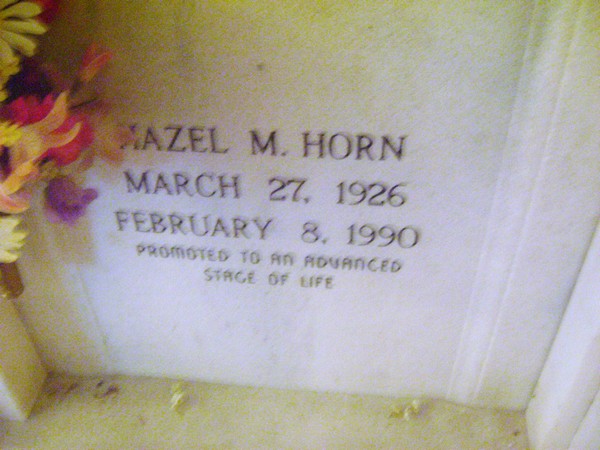 HAZEL M. HORN
MARCH 27, 1926
FEBRUARY 8, 1990
PROMOTED TO AN ADVANCED
STAGE OF LIFE